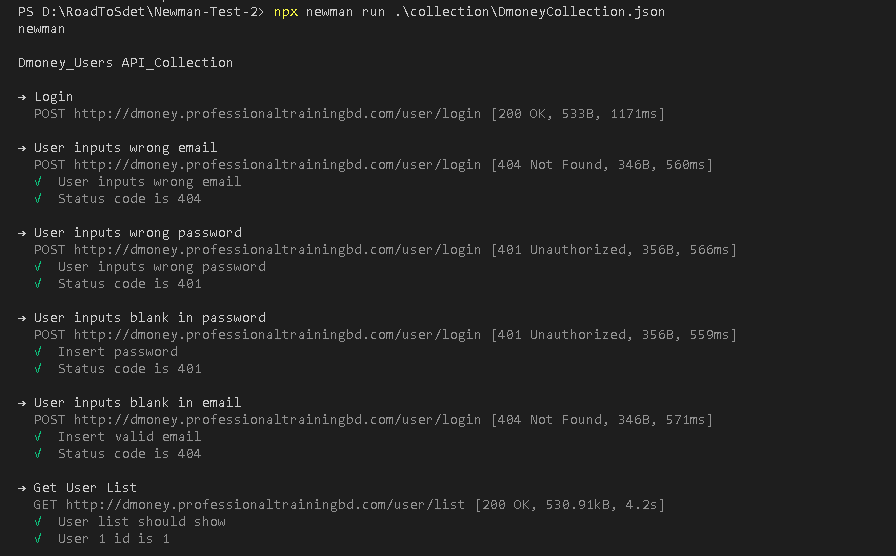 PS D:\RoadToSdet\Newman-Test-2> npx newman run .\collection\DmoneyCollection.json
newman
Dmoney_Users API_Collection
→ Login
POST http://dmoney.professionaltrainingbd.com/user/login [200 OK, 533B, 1171ms]
→ User inputs wrong email
POST http://dmoney.professionaltrainingbd.com/user/login [404 Not Found, 346B, 560ms]
√ User inputs wrong email
√ Status code is 404
→ User inputs wrong password
POST http://dmoney.professionaltrainingbd.com/user/login [401 Unauthorized, 356B, 566ms]
√ User inputs wrong password
√ Status code is 401
→ User inputs blank in password
POST http://dmoney.professionaltrainingbd.com/user/login [401 Unauthorized, 356B, 559ms]
√ Insert password
√ Status code is 401
→ User inputs blank in email
POST http://dmoney.professionaltrainingbd.com/user/login [404 Not Found, 346B, 571ms]
√ Insert valid email
√ Status code is 404
→ Get User List
GET http://dmoney.professionaltrainingbd.com/user/list [200 OK, 530.91kB, 4.2s]
√ User list should show
√ User 1 id is 1